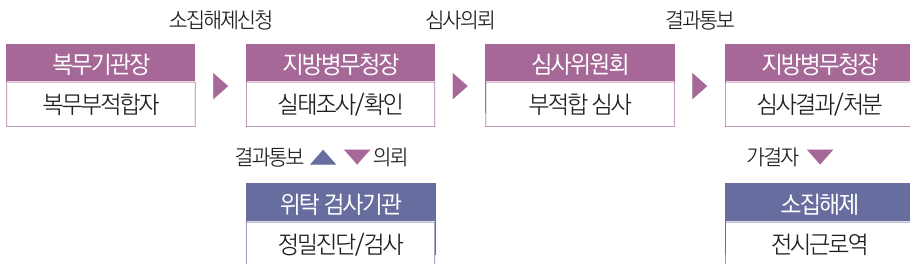 소집해제신청 심사의뢰 결과통보
복무기관장 지방병무청장 심사위원회 지방병무청장
복무부적합자 실태조사/확인 부적합 심사 심사결과/처분
결과통보 의뢰 가결자
위탁 검사기관 소집해제
정밀진단/검사 전시근로역